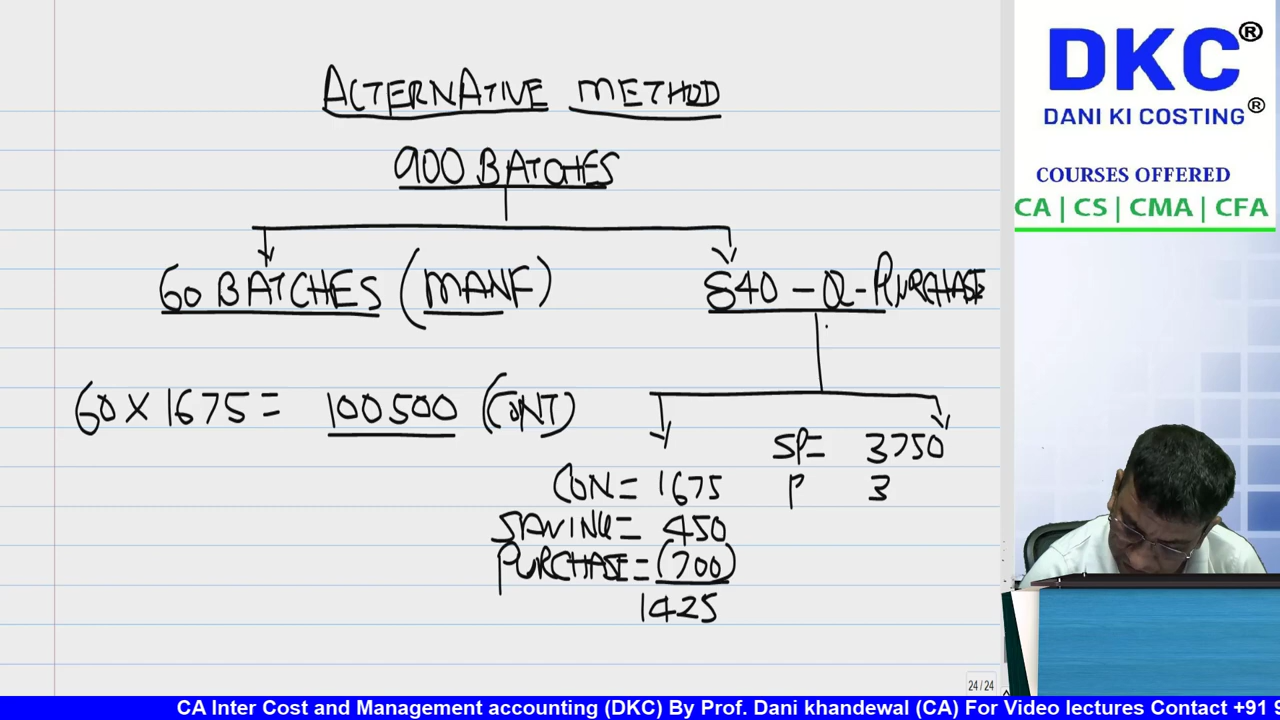 ALTERNATIVE METHOD
900 BATCHES
60 BATCHES (MANF)
840 - Q - PURCHASE
60 X 1675 = 100500 (CONT)
CON = 1675
SAVING = 450
PURCHASE = (700)
1425
SP = 3750
P 3
24 / 24
DKC®
DANI KI COSTING®
COURSES OFFERED
CA | CS | CMA | CFA
CA Inter Cost and Management accounting (DKC) By Prof. Dani khandewal (CA) For Video lectures Contact +91 9